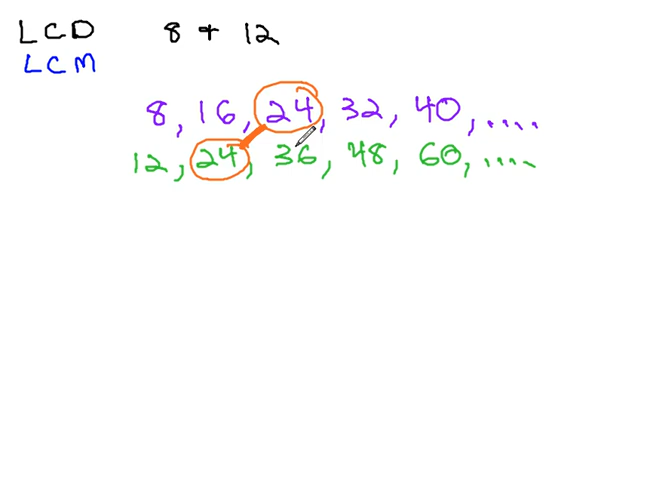 LCD 8 + 12
LCM
8, 16, 24, 32, 40, ....
12, 24, 36, 48, 60, ....